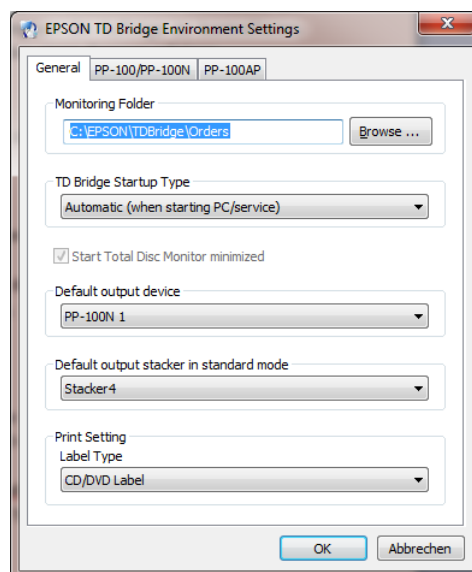 EPSON TD Bridge Environment Settings
General PP-100/PP-100N PP-100AP
Monitoring Folder
C:\EPSON\TDBridge\Orders Browse ...
TD Bridge Startup Type
Automatic (when starting PC/service)
Start Total Disc Monitor minimized
Default output device
PP-100N 1
Default output stacker in standard mode
Stacker4
Print Setting
Label Type
CD/DVD Label
OK Abbrechen